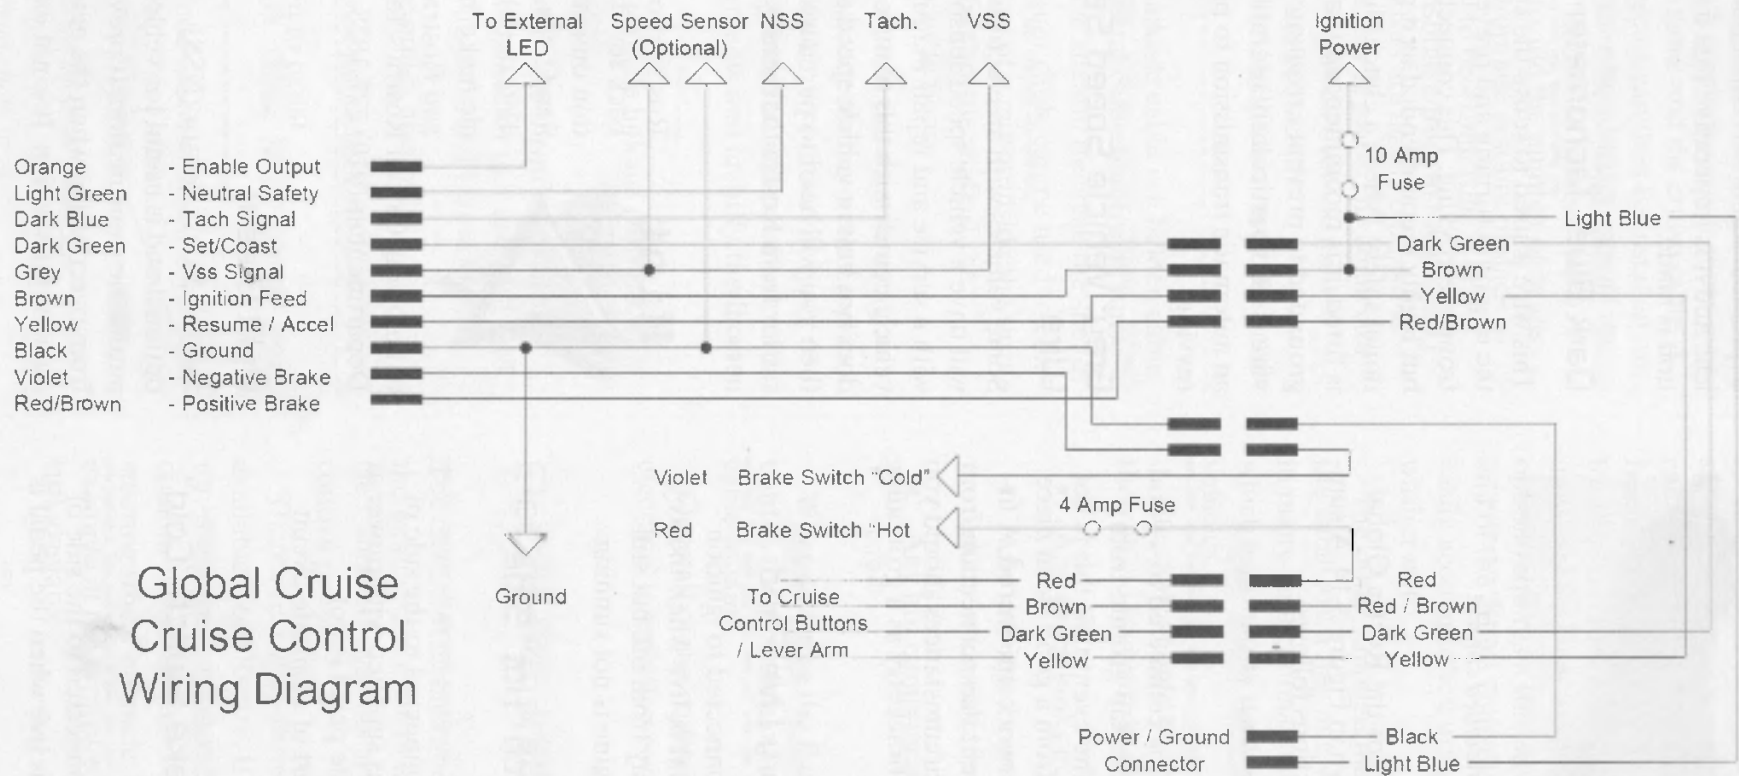 To External
LED
Speed Sensor
(Optional)
NSS
Tach.
VSS
Ignition
Power
10 Amp
Fuse
Light Blue
Orange - Enable Output
Light Green - Neutral Safety
Dark Blue - Tach Signal
Dark Green - Set/Coast
Grey - Vss Signal
Brown - Ignition Feed
Yellow - Resume / Accel
Black - Ground
Violet - Negative Brake
Red/Brown - Positive Brake
Dark Green
Brown
Yellow
Red/Brown
Violet Brake Switch "Cold"
4 Amp Fuse
Red Brake Switch "Hot
Ground
Global Cruise
Cruise Control
Wiring Diagram
To Cruise
Control Buttons
/ Lever Arm
Red
Brown
Dark Green
Yellow
Red
Red / Brown
Dark Green
Yellow
Power / Ground
Connector
Black
Light Blue